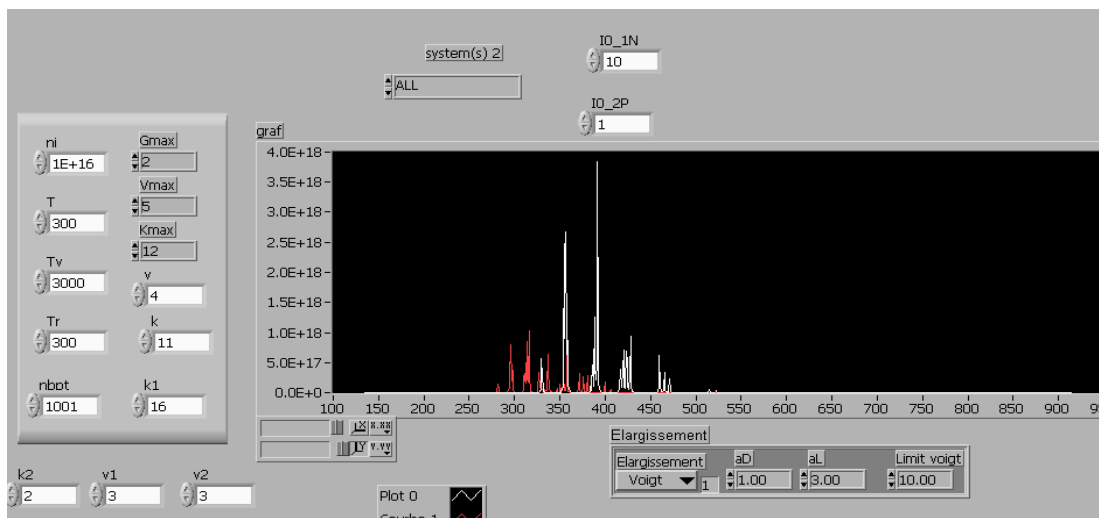 system(s) 2
ALL
I0_1N
10
I0_2P
1
ni
1E+16
T
300
Tv
3000
Tr
300
nbpt
1001
Gmax
2
Vmax
5
Kmax
12
v
4
k
11
k1
16
k2
2
v1
3
v2
3
graf
4.0E+18
3.5E+18
3.0E+18
2.5E+18
2.0E+18
1.5E+18
1.0E+18
5.0E+17
0.0E+0
100 150 200 250 300 350 400 450 500 550 600 650 700 750 800 850 900
Plot 0
Elargissement
Elargissement
Voigt
1
aD
1.00
aL
3.00
Limit voigt
10.00